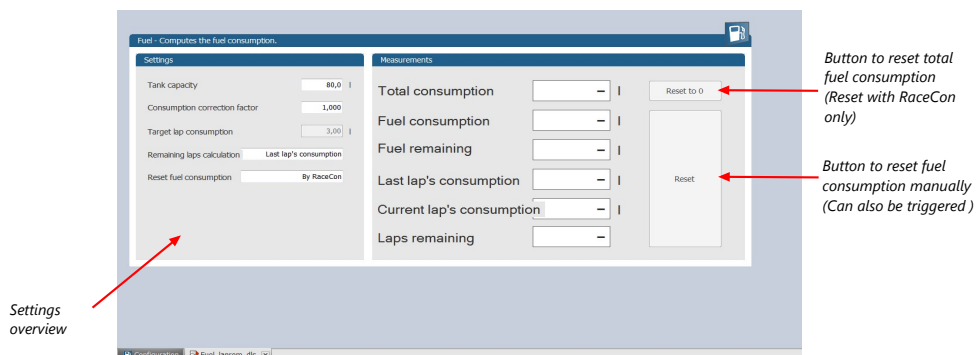 Fuel - Computes the fuel consumption.
Settings
Tank capacity 80,0 l
Consumption correction factor 1,000
Target lap consumption 3,00 l
Remaining laps calculation Last lap's consumption
Reset fuel consumption By RaceCon
Measurements
Total consumption – l Reset to 0
Fuel consumption – l
Fuel remaining – l
Last lap's consumption – l
Current lap's consumption – l
Laps remaining –
Reset
Button to reset total
fuel consumption
(Reset with RaceCon
only)
Button to reset fuel
consumption manually
(Can also be triggered )
Settings
overview
Configuration